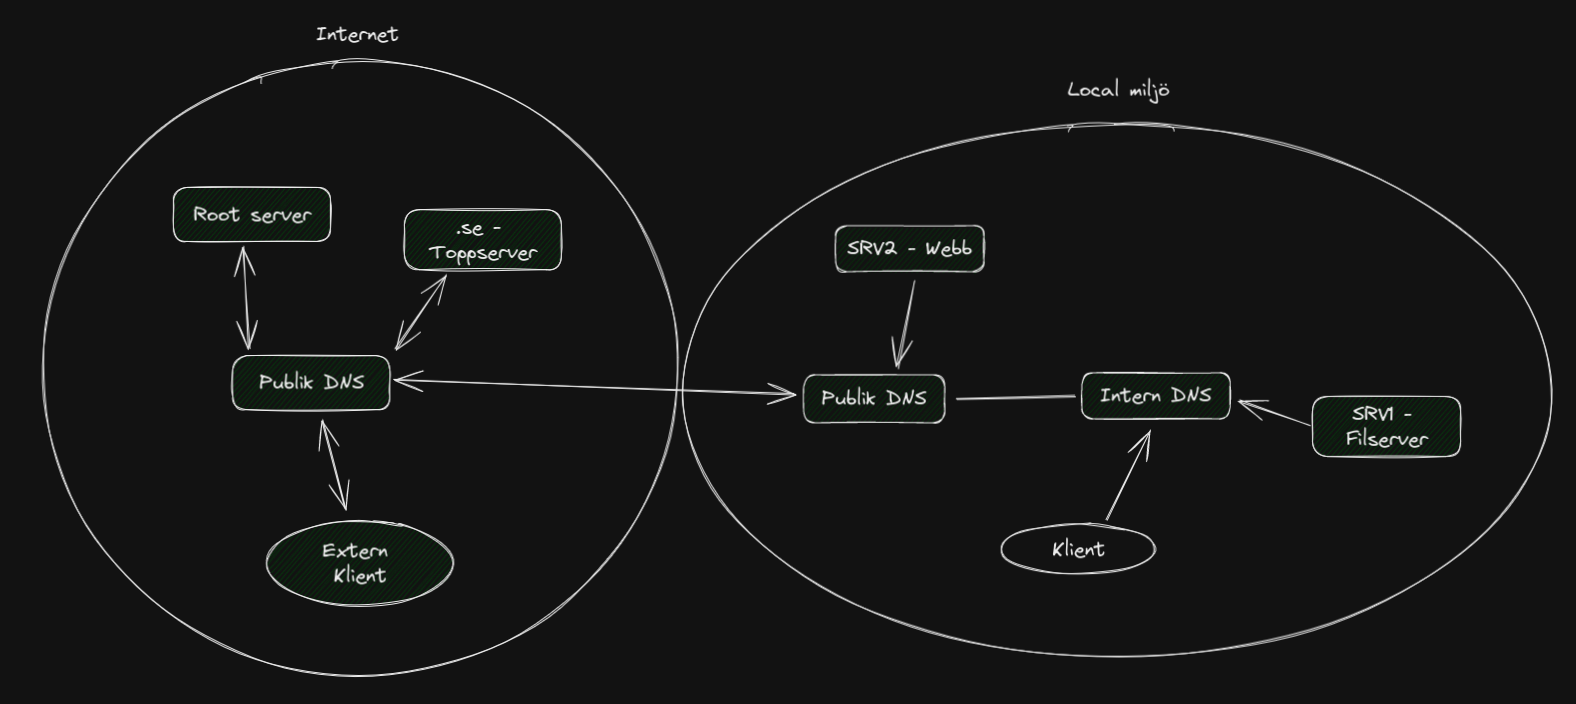 Internet
Local miljö
Root server
.se -
Toppserver
SRV2 - Webb
Publik DNS
Publik DNS
Intern DNS
SRV1 -
Filserver
Extern
Klient
Klient